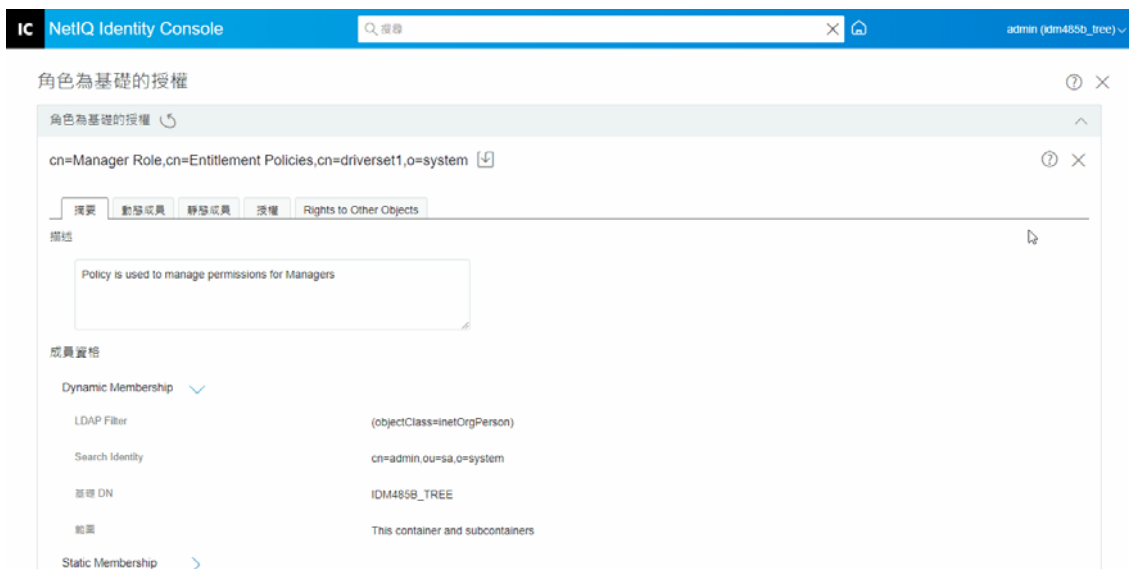 IC NetIQ Identity Console 搜尋 admin (idm485b_tree)
角色為基礎的授權
角色為基礎的授權
cn=Manager Role,cn=Entitlement Policies,cn=driverset1,o=system
摘要 動態成員 靜態成員 授權 Rights to Other Objects
描述
Policy is used to manage permissions for Managers
成員資格
Dynamic Membership
LDAP Filter (objectClass=inetOrgPerson)
Search Identity cn=admin,ou=sa,o=system
基礎 DN IDM485B_TREE
範圍 This container and subcontainers
Static Membership